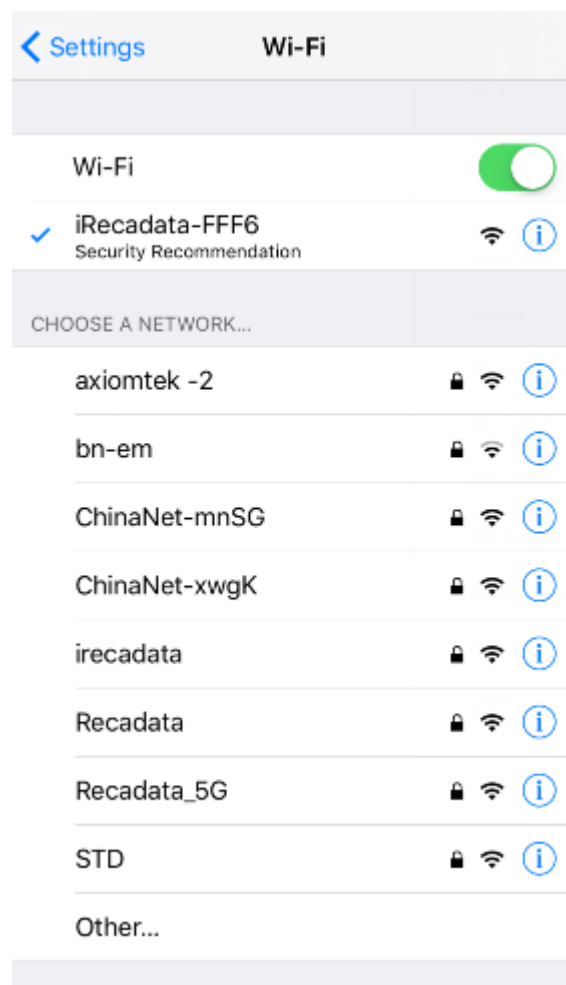 Settings
Wi-Fi
Wi-Fi
iRecadata-FFF6
Security Recommendation
CHOOSE A NETWORK...
axiomtek -2
bn-em
ChinaNet-mnSG
ChinaNet-xwgK
irecadata
Recadata
Recadata_5G
STD
Other...